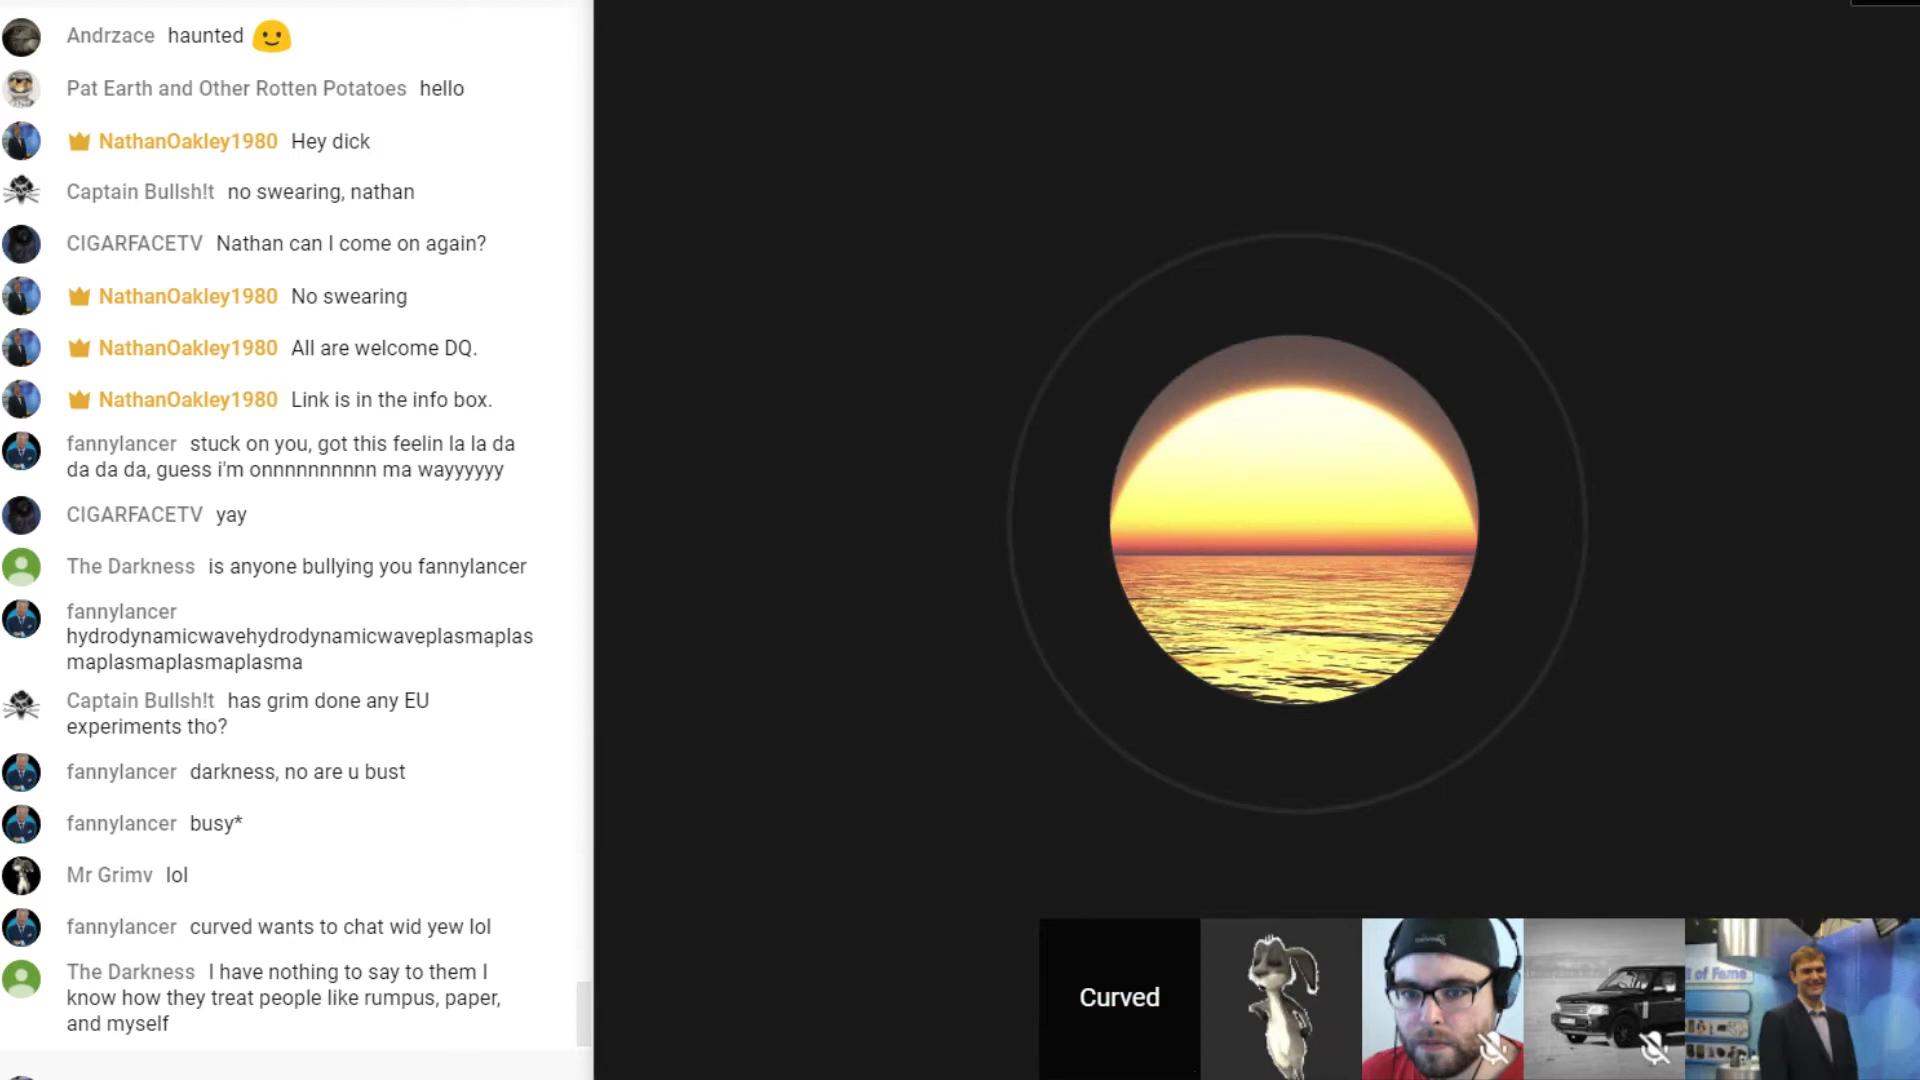 Andrzace haunted
Pat Earth and Other Rotten Potatoes hello
NathanOakley1980 Hey dick
Captain Bullsh!t no swearing, nathan
CIGARFACETV Nathan can I come on again?
NathanOakley1980 No swearing
NathanOakley1980 All are welcome DQ.
NathanOakley1980 Link is in the info box.
fannylancer stuck on you, got this feelin la la da
da da da, guess i'm onnnnnnnnnn ma wayyyyyy
CIGARFACETV yay
The Darkness is anyone bullying you fannylancer
fannylancer
hydrodynamicwavehydrodynamicwaveplasmaplas
maplasmaplasmaplasma
Captain Bullsh!t has grim done any EU
experiments tho?
fannylancer darkness, no are u bust
fannylancer busy*
Mr Grimv lol
fannylancer curved wants to chat wid yew lol
The Darkness I have nothing to say to them I
know how they treat people like rumpus, paper,
and myself
Curved
l of Fame